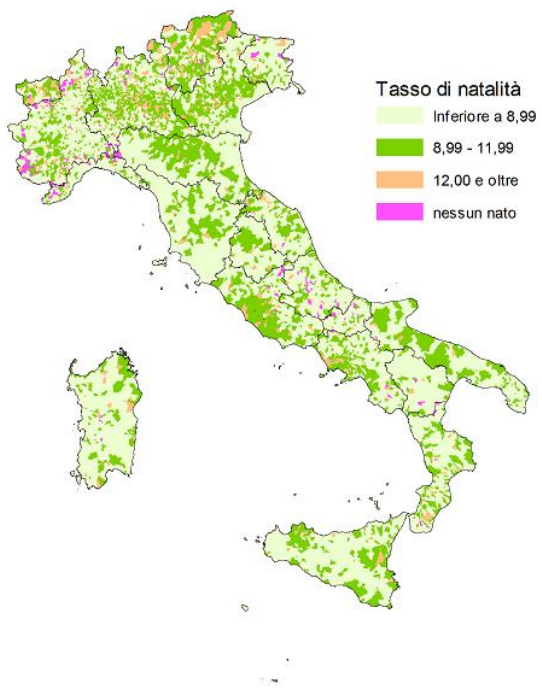 Tasso di natalità
Inferiore a 8,99
8,99 - 11,99
12,00 e oltre
nessun nato